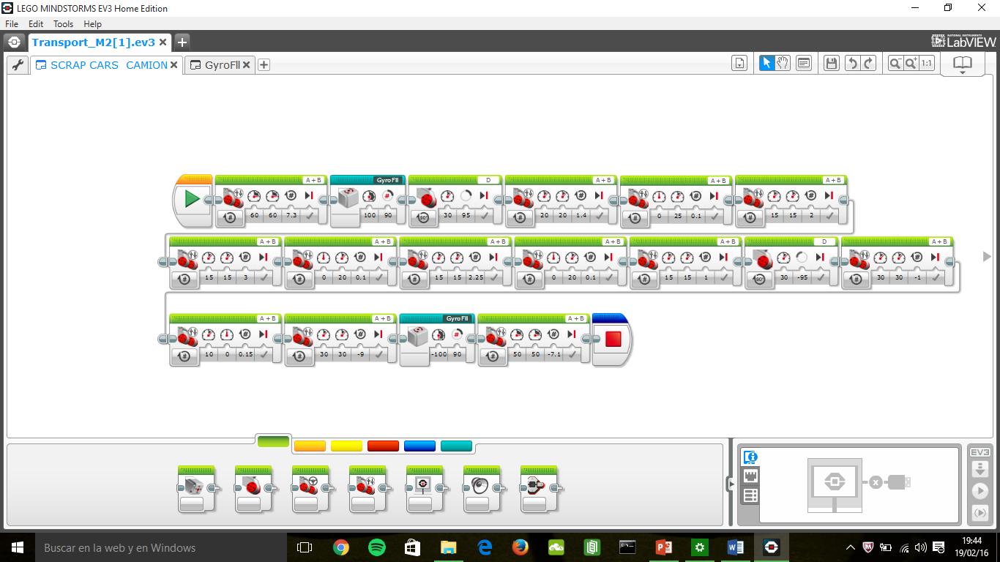 LEGO MINDSTORMS EV3 Home Edition
File Edit Tools Help
Transport_M2[1].ev3
NATIONAL INSTRUMENTS
LabVIEW
SCRAP CARS CAMION
GyroFll
1:1
A + B GyroFll D A + B A + B A + B
# # # # #
60 60 7.3 100 90 30 95 20 20 1.4 0 25 0.1 15 15 2
A + B A + B A + B A + B A + B D A + B
15 15 3 0 20 0.1 15 15 2.25 0 20 0.1 15 15 1 30 -95 30 30 -1
A + B A + B GyroFll A + B
10 0 0.15 30 30 -9 -100 90 50 50 -7.1
EV3
Buscar en la web y en Windows
19:44
19/02/16